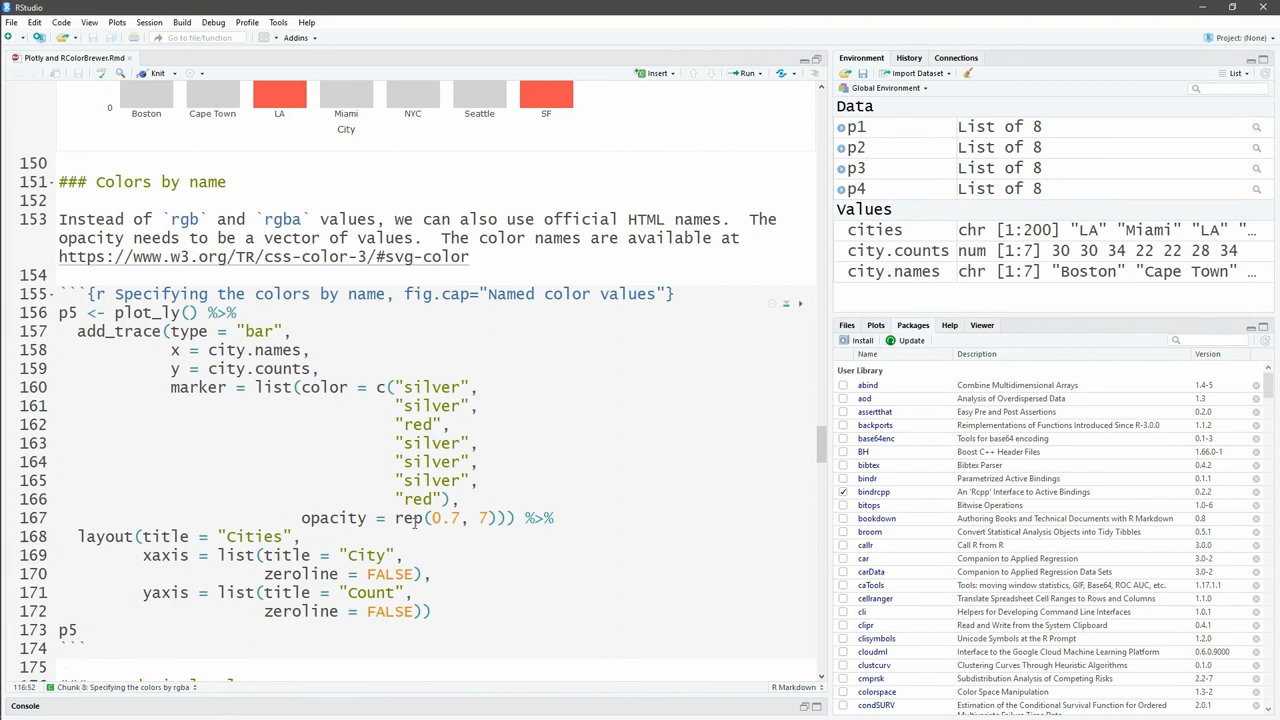 RStudio
File Edit Code View Plots Session Build Debug Profile Tools Help
Go to file/function Addins Project: (None)
Plotly and RColorBrewer.Rmd
Knit Insert Run
0
Boston Cape Town LA Miami NYC Seattle SF
City
150
151 ### Colors by name
152
153 Instead of `rgb` and `rgba` values, we can also use official HTML names.  The
opacity needs to be a vector of values.  The color names are available at
https://www.w3.org/TR/css-color-3/#svg-color
154
155 ```{r Specifying the colors by name, fig.cap="Named color values"}
156 p5 <- plot_ly() %>%
157 add_trace(type = "bar",
158 x = city.names,
159 y = city.counts,
160 marker = list(color = c("silver",
161 "silver",
162 "red",
163 "silver",
164 "silver",
165 "silver",
166 "red"),
167 opacity = rep(0.7, 7))) %>%
168 layout(title = "Cities",
169 xaxis = list(title = "City",
170 zeroline = FALSE),
171 yaxis = list(title = "Count",
172 zeroline = FALSE))
173 p5
174 ```
175
116:52 Chunk 8: Specifying the colors by rgba R Markdown
Console
Environment History Connections
Import Dataset List
Global Environment
Data
p1 List of 8
p2 List of 8
p3 List of 8
p4 List of 8
Values
cities chr [1:200] "LA" "Miami" "LA" "…
city.counts num [1:7] 30 30 34 22 22 28 34
city.names chr [1:7] "Boston" "Cape Town" …
Files Plots Packages Help Viewer
Install Update
Name Description Version
User Library
abind Combine Multidimensional Arrays 1.4-5
aod Analysis of Overdispersed Data 1.3
assertthat Easy Pre and Post Assertions 0.2.0
backports Reimplementations of Functions Introduced Since R-3.0.0 1.1.2
base64enc Tools for base64 encoding 0.1-3
BH Boost C++ Header Files 1.66.0-1
bibtex Bibtex Parser 0.4.2
bindr Parametrized Active Bindings 0.1.1
bindrcpp An 'Rcpp' Interface to Active Bindings 0.2.2
bitops Bitwise Operations 1.0-6
bookdown Authoring Books and Technical Documents with R Markdown 0.8
broom Convert Statistical Analysis Objects into Tidy Tibbles 0.5.1
callr Call R from R 3.0.0
car Companion to Applied Regression 3.0-2
carData Companion to Applied Regression Data Sets 3.0-2
caTools Tools: moving window statistics, GIF, Base64, ROC AUC, etc. 1.17.1.1
cellranger Translate Spreadsheet Cell Ranges to Rows and Columns 1.1.0
cli Helpers for Developing Command Line Interfaces 1.0.1
clipr Read and Write from the System Clipboard 0.4.1
clisymbols Unicode Symbols at the R Prompt 1.2.0
cloudml Interface to the Google Cloud Machine Learning Platform 0.6.0.9000
clustcurv Clustering Curves Through Heuristic Algorithms 0.1.0
cmprsk Subdistribution Analysis of Competing Risks 2.2-7
colorspace Color Space Manipulation 1.3-2
condSURV Estimation of the Conditional Survival Function for Ordered 2.0.1